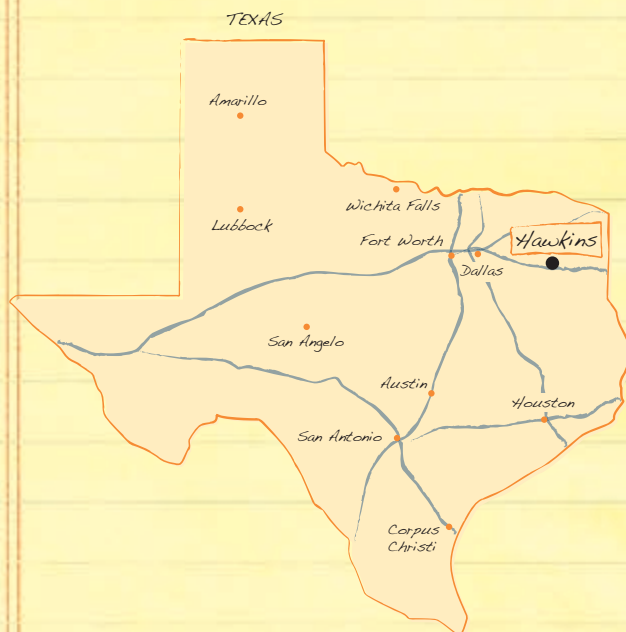 TEXAS
Amarillo
Lubbock
Wichita Falls
Fort Worth
Hawkins
Dallas
San Angelo
Austin
Houston
San Antonio
Corpus
Christi